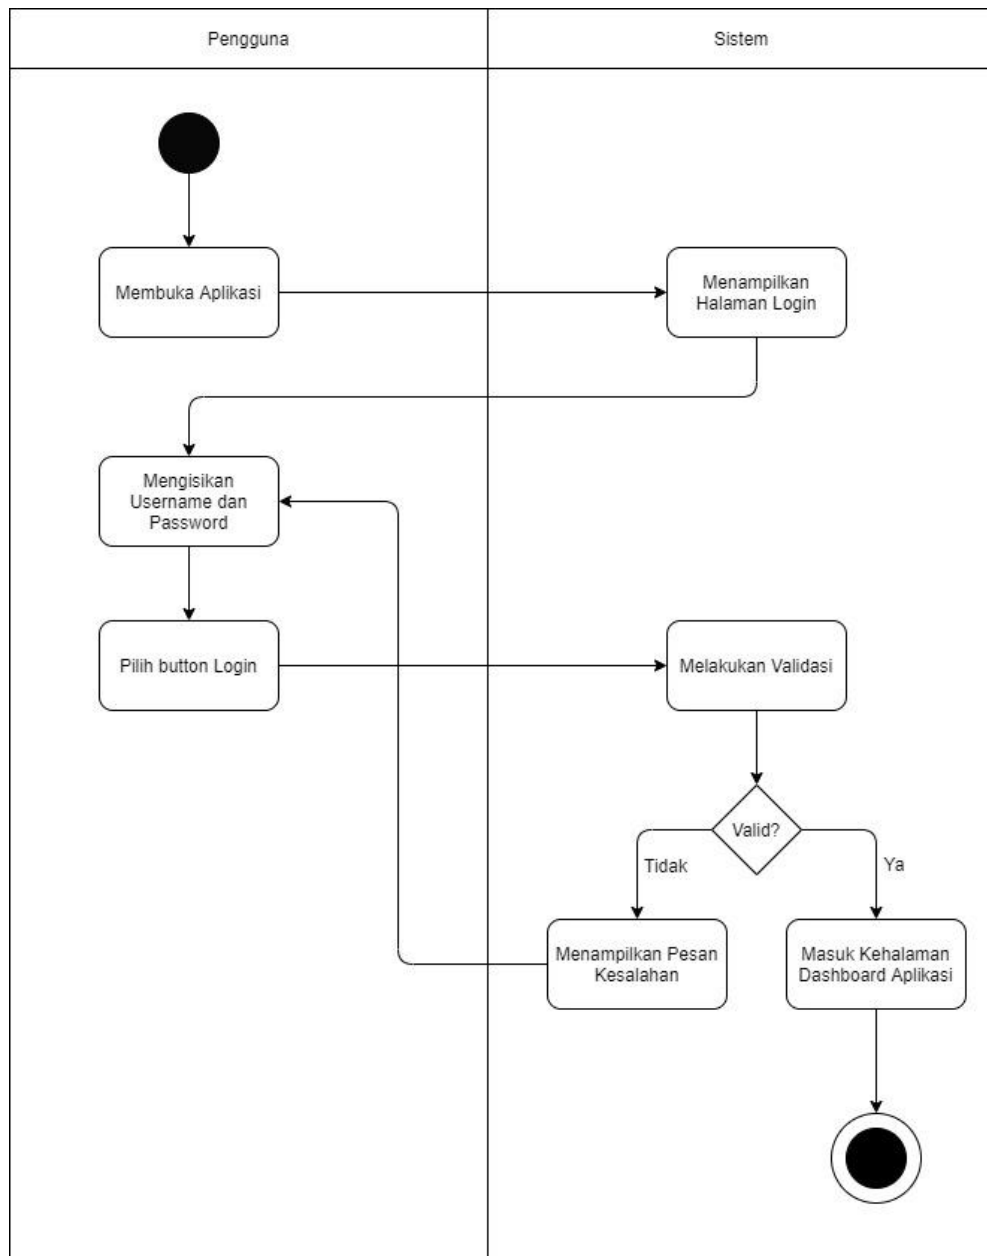 Pengguna
Sistem
Membuka Aplikasi
Menampilkan
Halaman Login
Mengisikan
Username dan
Password
Pilih button Login
Melakukan Validasi
Valid?
Tidak
Ya
Menampilkan Pesan
Kesalahan
Masuk Kehalaman
Dashboard Aplikasi